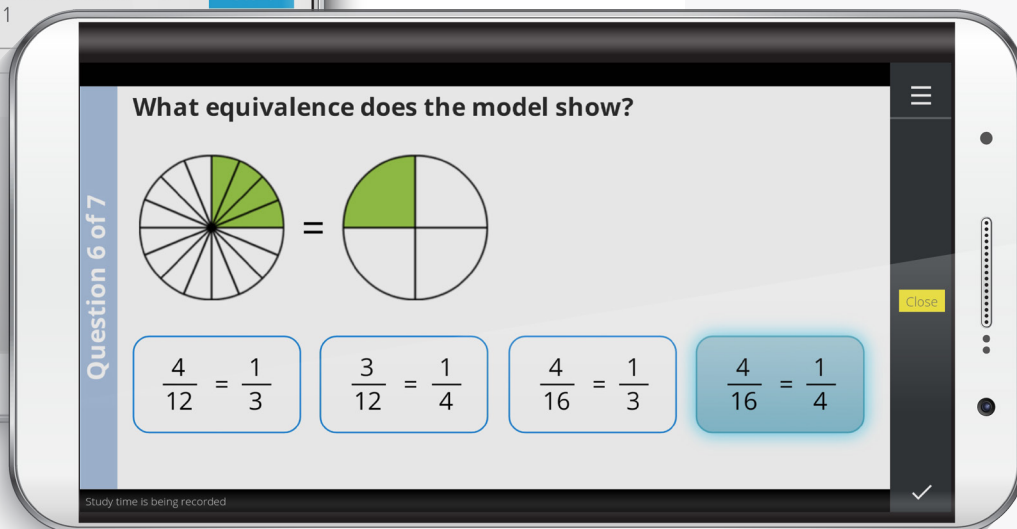 1
What equivalence does the model show?
Question 6 of 7
=
4/12 = 1/3
3/12 = 1/4
4/16 = 1/3
4/16 = 1/4
Close
Study time is being recorded